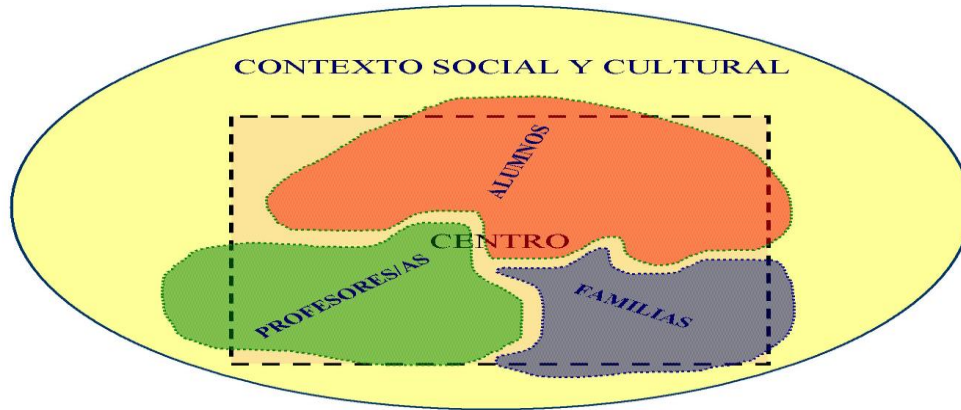 CONTEXTO SOCIAL Y CULTURAL
ALUMNOS
CENTRO
PROFESORES/AS
FAMILIAS